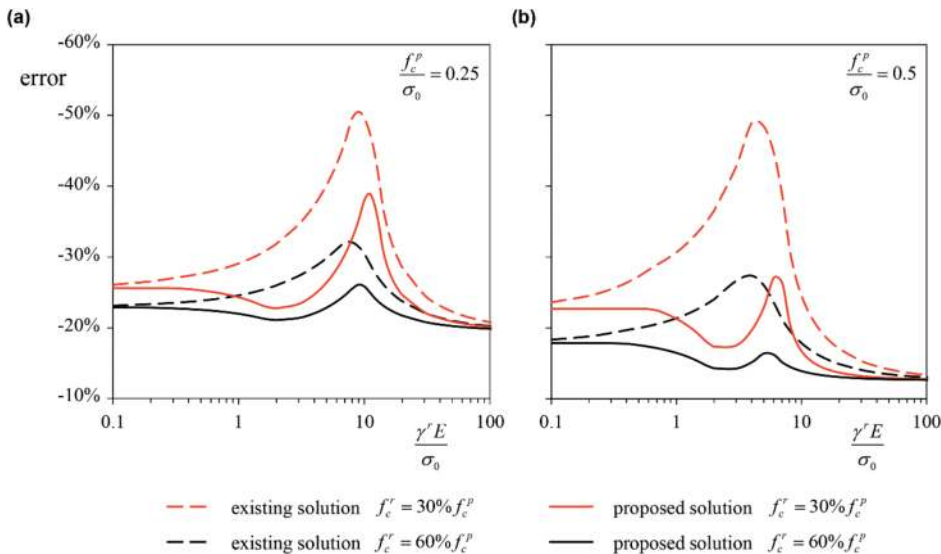 (a)
(b)
-60%
-50%
-40%
-30%
-20%
-10%
error
f_c^p / σ_0 = 0.25
f_c^p / σ_0 = 0.5
0.1 1 10 100
0.1 1 10 100
γ^r E / σ_0
γ^r E / σ_0
existing solution f_c^r = 30% f_c^p
proposed solution f_c^r = 30% f_c^p
existing solution f_c^r = 60% f_c^p
proposed solution f_c^r = 60% f_c^p